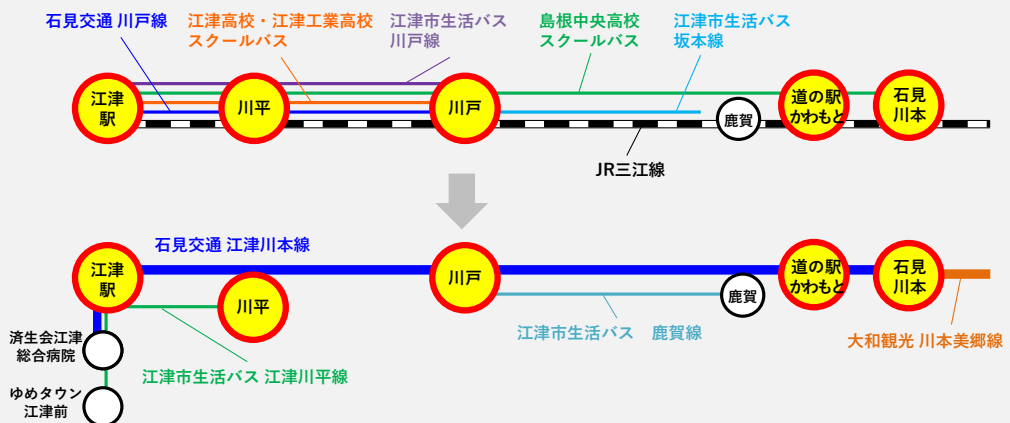 石見交通 川戸線
江津高校・江津工業高校
スクールバス
江津市生活バス
川戸線
島根中央高校
スクールバス
江津市生活バス
坂本線
江津
駅
川平
川戸
鹿賀
道の駅
かわもと
石見
川本
JR三江線
石見交通 江津川本線
江津
駅
川平
川戸
鹿賀
道の駅
かわもと
石見
川本
済生会江津
総合病院
江津市生活バス 江津川平線
江津市生活バス　鹿賀線
大和観光 川本美郷線
ゆめタウン
江津前